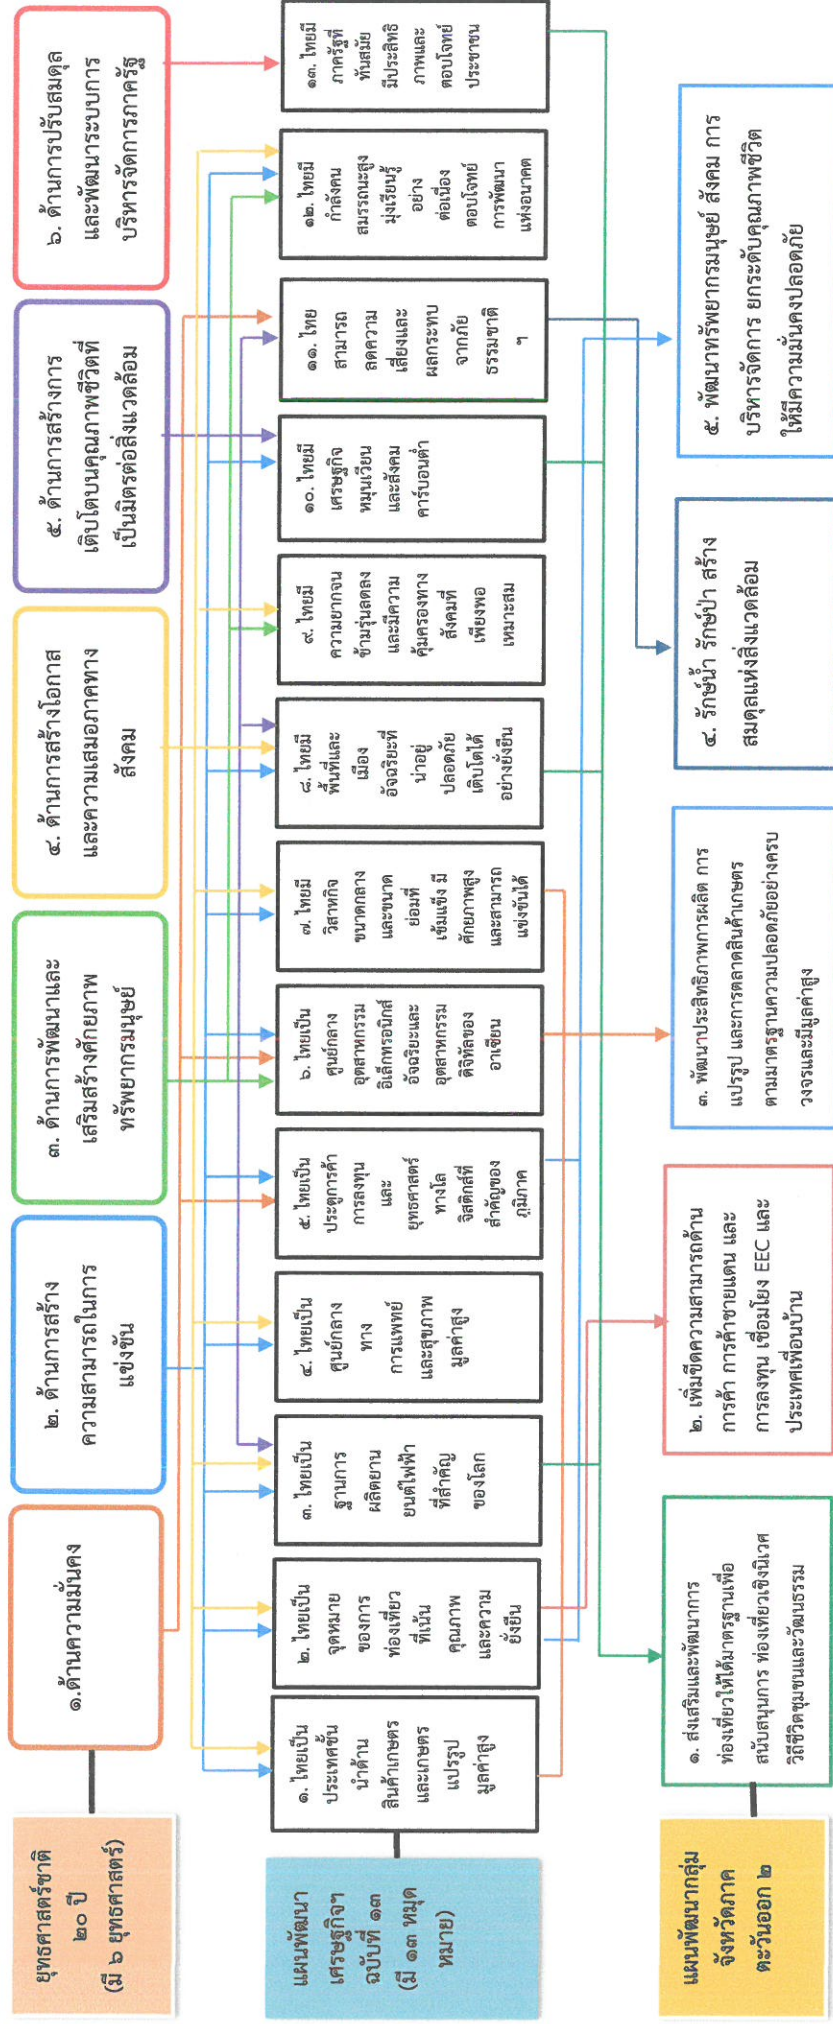 ยุทธศาสตร์ชาติ
๒๐ ปี
(มี ๖ ยุทธศาสตร์)
๑.ด้านความมั่นคง
๒. ด้านการสร้าง
ความสามารถในการ
แข่งขัน
๓. ด้านการพัฒนาและ
เสริมสร้างศักยภาพ
ทรัพยากรมนุษย์
๔. ด้านการสร้างโอกาส
และความเสมอภาคทาง
สังคม
๕. ด้านการสร้างการ
เติบโตบนคุณภาพชีวิตที่
เป็นมิตรต่อสิ่งแวดล้อม
๖. ด้านการปรับสมดุล
และพัฒนาระบบการ
บริหารจัดการภาครัฐ
แผนพัฒนา
เศรษฐกิจฯ
ฉบับที่ ๑๓
(มี ๑๓ หมุด
หมาย)
๑. ไทยเป็น
ประเทศชั้น
นำด้าน
สินค้าเกษตร
และเกษตร
แปรรูป
มูลค่าสูง
๒. ไทยเป็น
จุดหมาย
ของการ
ท่องเที่ยว
ที่เน้น
คุณภาพ
และความ
ยั่งยืน
๓. ไทยเป็น
ฐานการ
ผลิตยาน
ยนต์ไฟฟ้า
ที่สำคัญ
ของโลก
๔. ไทยเป็น
ศูนย์กลาง
ทาง
การแพทย์
และสุขภาพ
มูลค่าสูง
๕. ไทยเป็น
ประตูการค้า
การลงทุน
และ
ยุทธศาสตร์
ทางโล
จิสติกส์ที่
สำคัญของ
ภูมิภาค
๖. ไทยเป็น
ศูนย์กลาง
อุตสาหกรรม
อิเล็กทรอนิกส์
อัจฉริยะและ
อุตสาหกรรม
ดิจิทัลของ
อาเซียน
๗. ไทยมี
วิสาหกิจ
ขนาดกลาง
และขนาด
ย่อมที่
เข้มแข็ง มี
ศักยภาพสูง
และสามารถ
แข่งขันได้
๘. ไทยมี
พื้นที่และ
เมือง
อัจฉริยะที่
น่าอยู่
ปลอดภัย
เติบโตได้
อย่างยั่งยืน
๙. ไทยมี
ความยากจน
ข้ามรุ่นลดลง
และมีความ
คุ้มครองทาง
สังคมที่
เพียงพอ
เหมาะสม
๑๐. ไทยมี
เศรษฐกิจ
หมุนเวียน
และสังคม
คาร์บอนต่ำ
๑๑. ไทย
สามารถ
ลดความ
เสี่ยงและ
ผลกระทบ
จากภัย
ธรรมชาติ
ฯ
๑๒. ไทยมี
กำลังคน
สมรรถนะสูง
มุ่งเรียนรู้
อย่าง
ต่อเนื่อง
ตอบโจทย์
การพัฒนา
แห่งอนาคต
๑๓. ไทยมี
ภาครัฐที่
ทันสมัย
มีประสิทธิ
ภาพและ
ตอบโจทย์
ประชาชน
แผนพัฒนากลุ่ม
จังหวัดภาค
ตะวันออก ๒
๑. ส่งเสริมและพัฒนาการ
ท่องเที่ยวให้ได้มาตรฐานเพื่อ
สนับสนุนการ ท่องเที่ยวเชิงนิเวศ
วิถีชีวิตชุมชนและวัฒนธรรม
๒. เพิ่มขีดความสามารถด้าน
การค้า การค้าชายแดน และ
การลงทุน เชื่อมโยง EEC และ
ประเทศเพื่อนบ้าน
๓. พัฒนาประสิทธิภาพการผลิต การ
แปรรูป และการตลาดสินค้าเกษตร
ตามมาตรฐานความปลอดภัยอย่างครบ
วงจรและมีมูลค่าสูง
๔. รักษ์น้ำ รักษ์ป่า สร้าง
สมดุลแห่งสิ่งแวดล้อม
๕. พัฒนาทรัพยากรมนุษย์ สังคม การ
บริหารจัดการ ยกระดับคุณภาพชีวิต
ให้มีความมั่นคงปลอดภัย